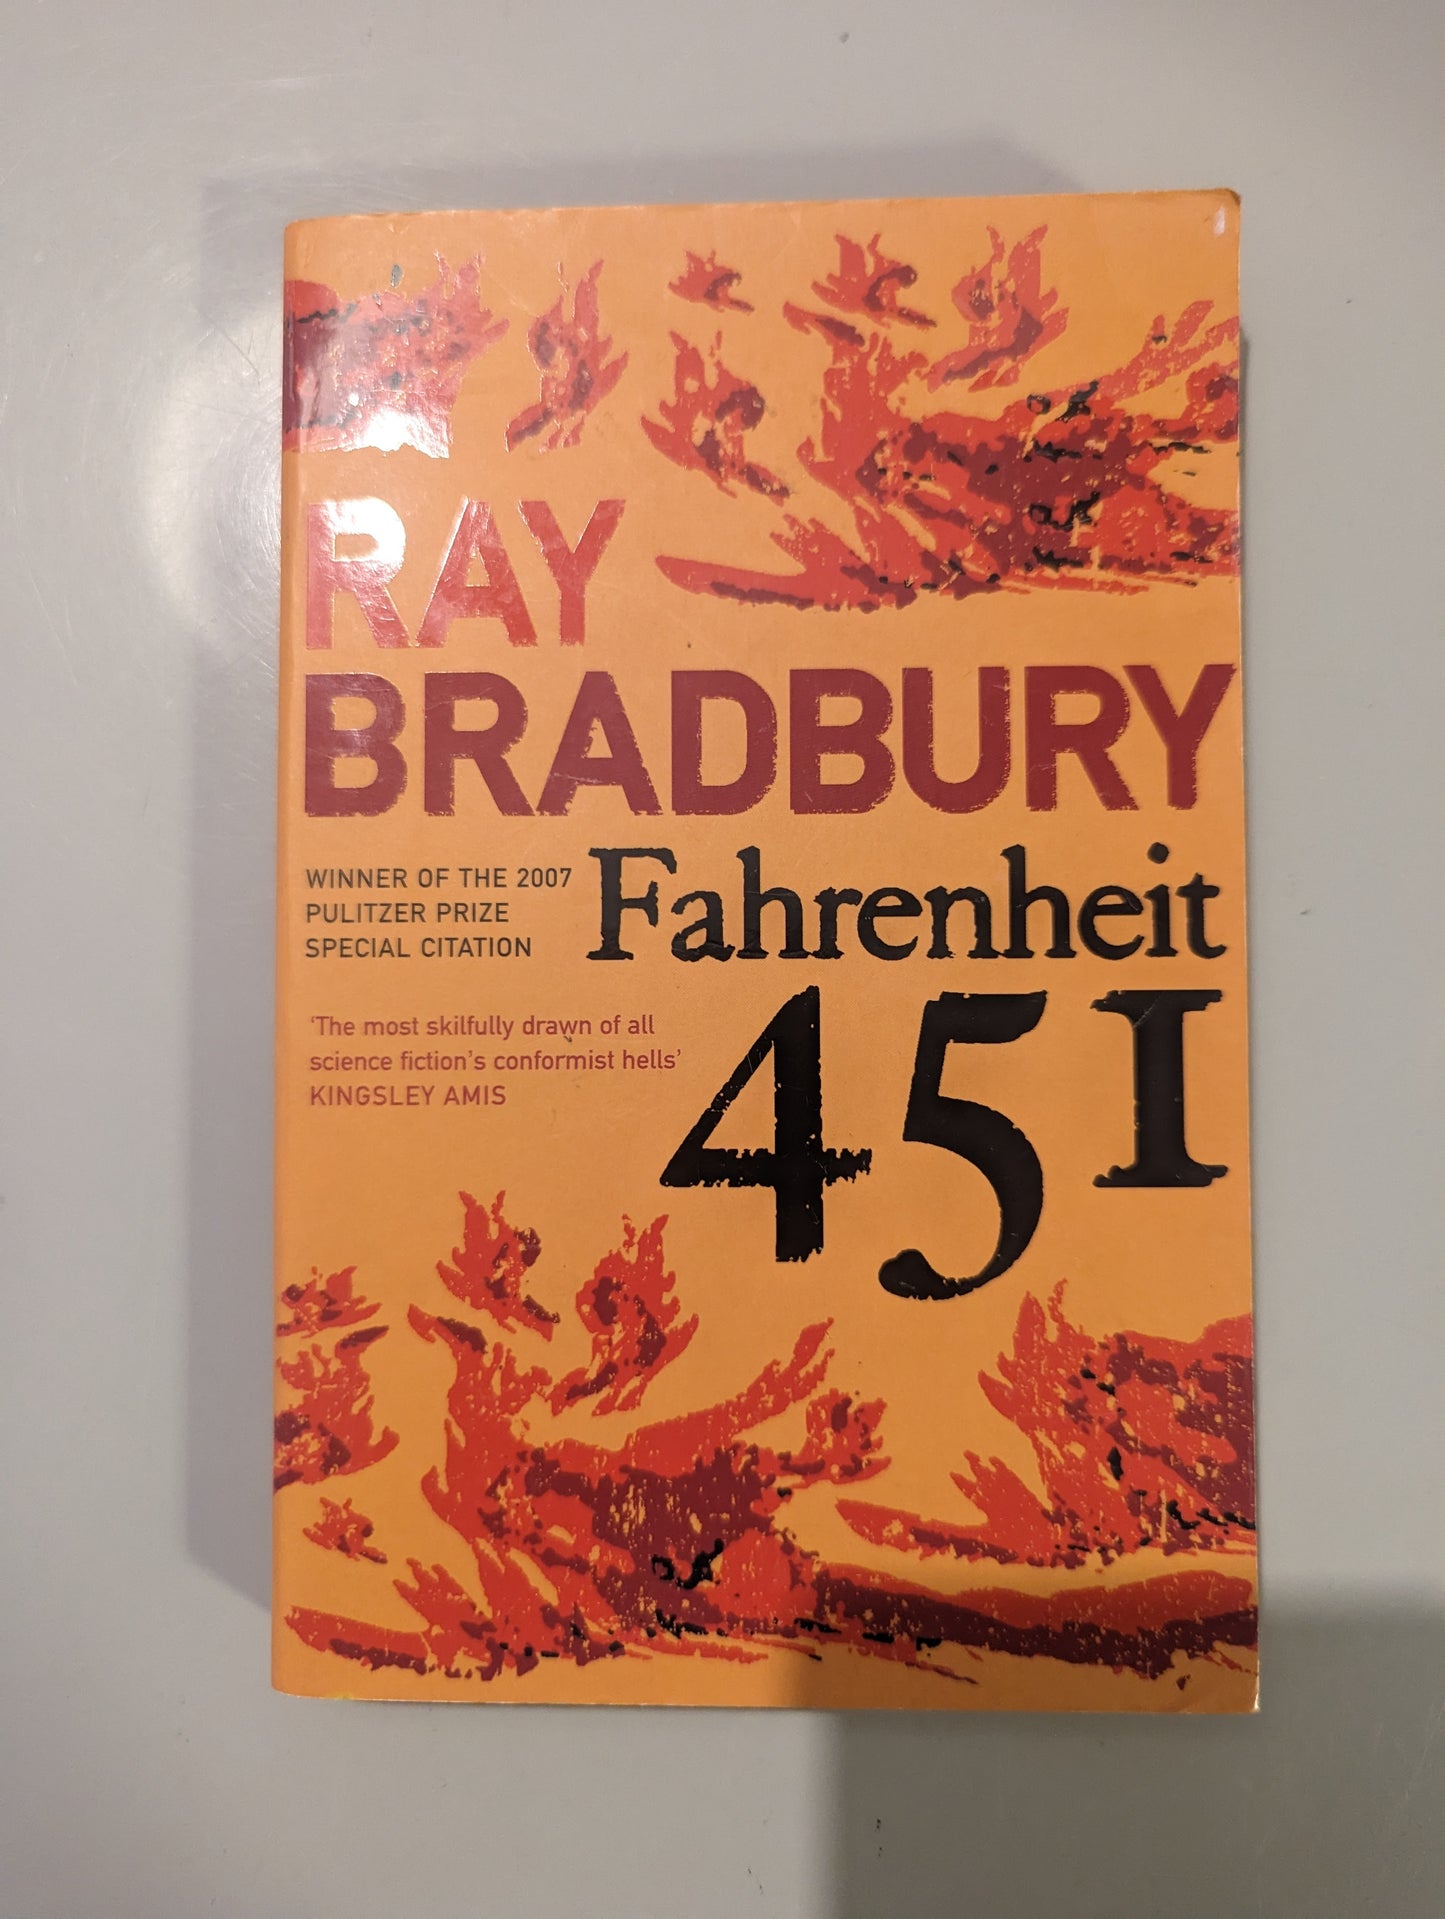 RAY
BRADBURY
WINNER OF THE 2007
PULITZER PRIZE
SPECIAL CITATION
Fahrenheit
451
‘The most skilfully drawn of all
science fiction’s conformist hells’
KINGSLEY AMIS